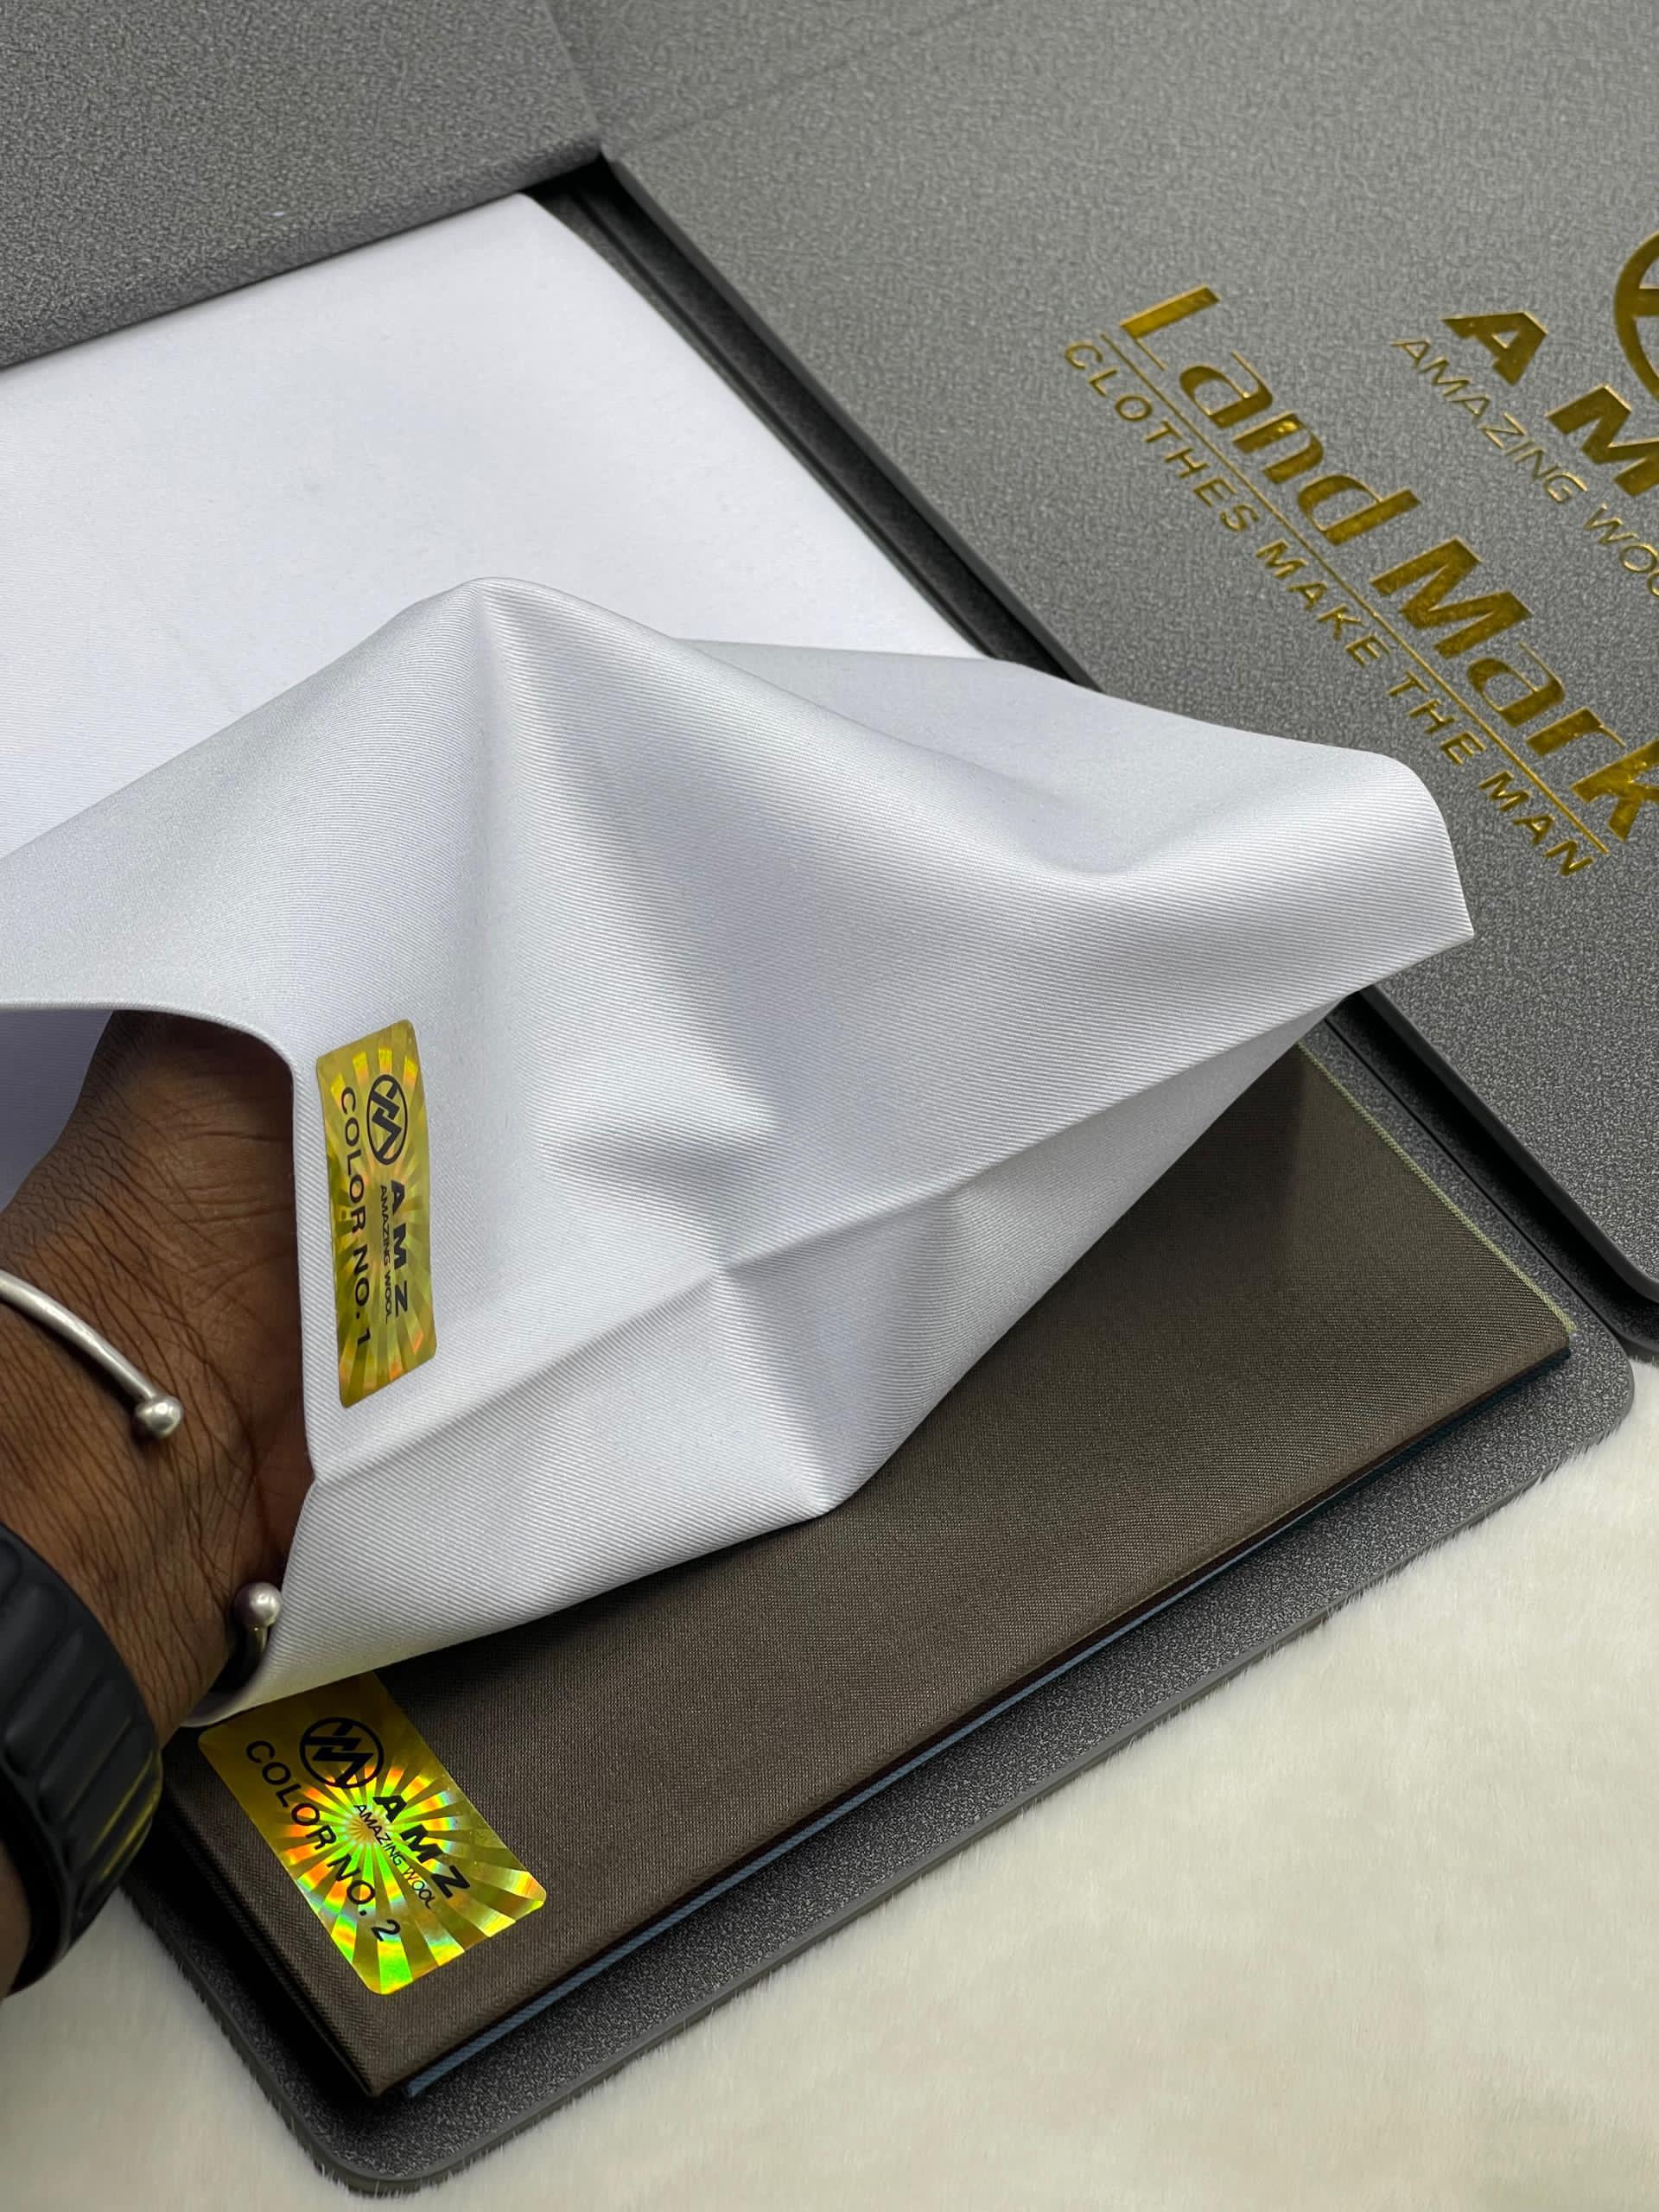 AM
AMAZING
Land Mark
CLOTHES MAKE THE MAN
AMZ
AMAZING WOOL
COLOR NO. 1
AMZ
AMAZING WOOL
COLOR NO. 2